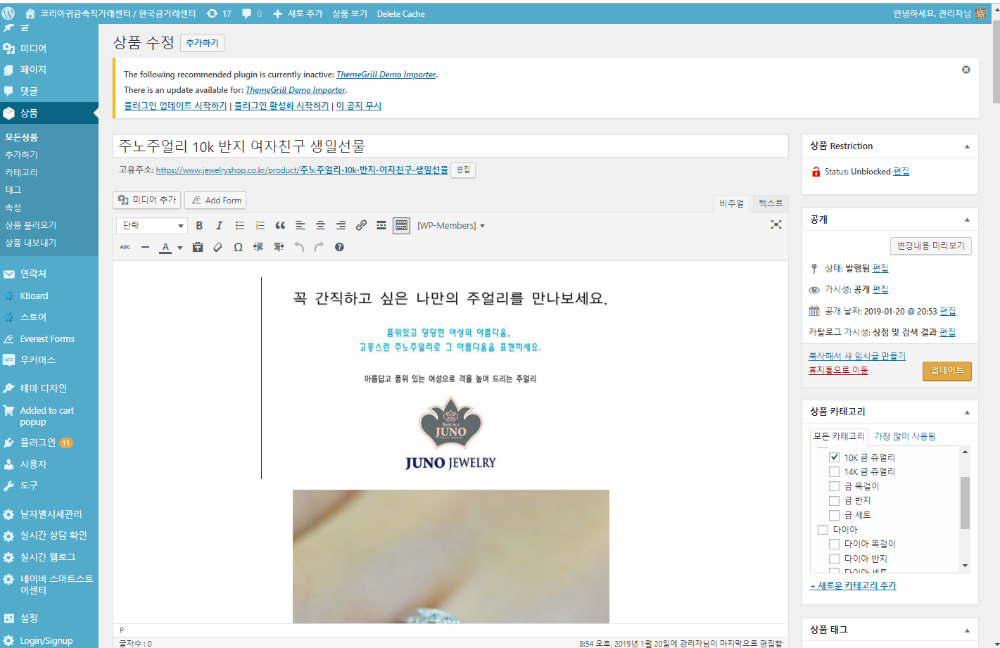 코리아귀금속직거래센터 / 한국금거래센터 17 0 새로 추가 상품 보기 Delete Cache 안녕하세요. 관리자님
글
미디어
페이지
댓글
상품
모든상품
추가하기
카테고리
태그
속성
상품 불러오기
상품 내보내기
연락처
KBoard
스토어
Everest Forms
우커머스
테마 디자인
Added to cart
popup
플러그인 11
사용자
도구
날자별시세관리
실시간 상담 확인
실시간 웹로그
네이버 스마트스토
어센터
설정
Login/Signup
상품 수정 추가하기
The following recommended plugin is currently inactive: ThemeGrill Demo Importer.
There is an update available for: ThemeGrill Demo Importer.
플러그인 업데이트 시작하기 | 플러그인 활성화 시작하기 | 이 공지 무시
주노주얼리 10k 반지 여자친구 생일선물
고유주소: https://www.jewelryshop.co.kr/product/주노주얼리-10k-반지-여자친구-생일선물 편집
미디어 추가 Add Form 비주얼 텍스트
단락 B I [WP-Members]
ABC A Ω
꼭 간직하고 싶은 나만의 주얼리를 만나보세요.
품위있고 당당한 여성의 아름다움,
고풍스런 주노주얼리로 그 아름다움을 표현하세요.
아름답고 품위 있는 여성으로 격을 높여 드리는 주얼리
JUNO
JUNO JEWELRY
P
글자수 : 0 8:54 오후, 2019년 1월 20일에 관리자님이 마지막으로 편집함
상품 Restriction
Status: Unblocked 편집
공개
변경내용 미리보기
상태: 발행됨 편집
가시성: 공개 편집
공개 날짜: 2019-01-20 @ 20:53 편집
카탈로그 가시성: 상점 및 검색 결과 편집
복사해서 새 임시글 만들기
휴지통으로 이동 업데이트
상품 카테고리
모든 카테고리 가장 많이 사용됨
10K 금 쥬얼리
14K 금 쥬얼리
금 목걸이
금 반지
금 세트
다이아
다이아 목걸이
다이아 반지
다이아 세트
+ 새로운 카테고리 추가
상품 태그